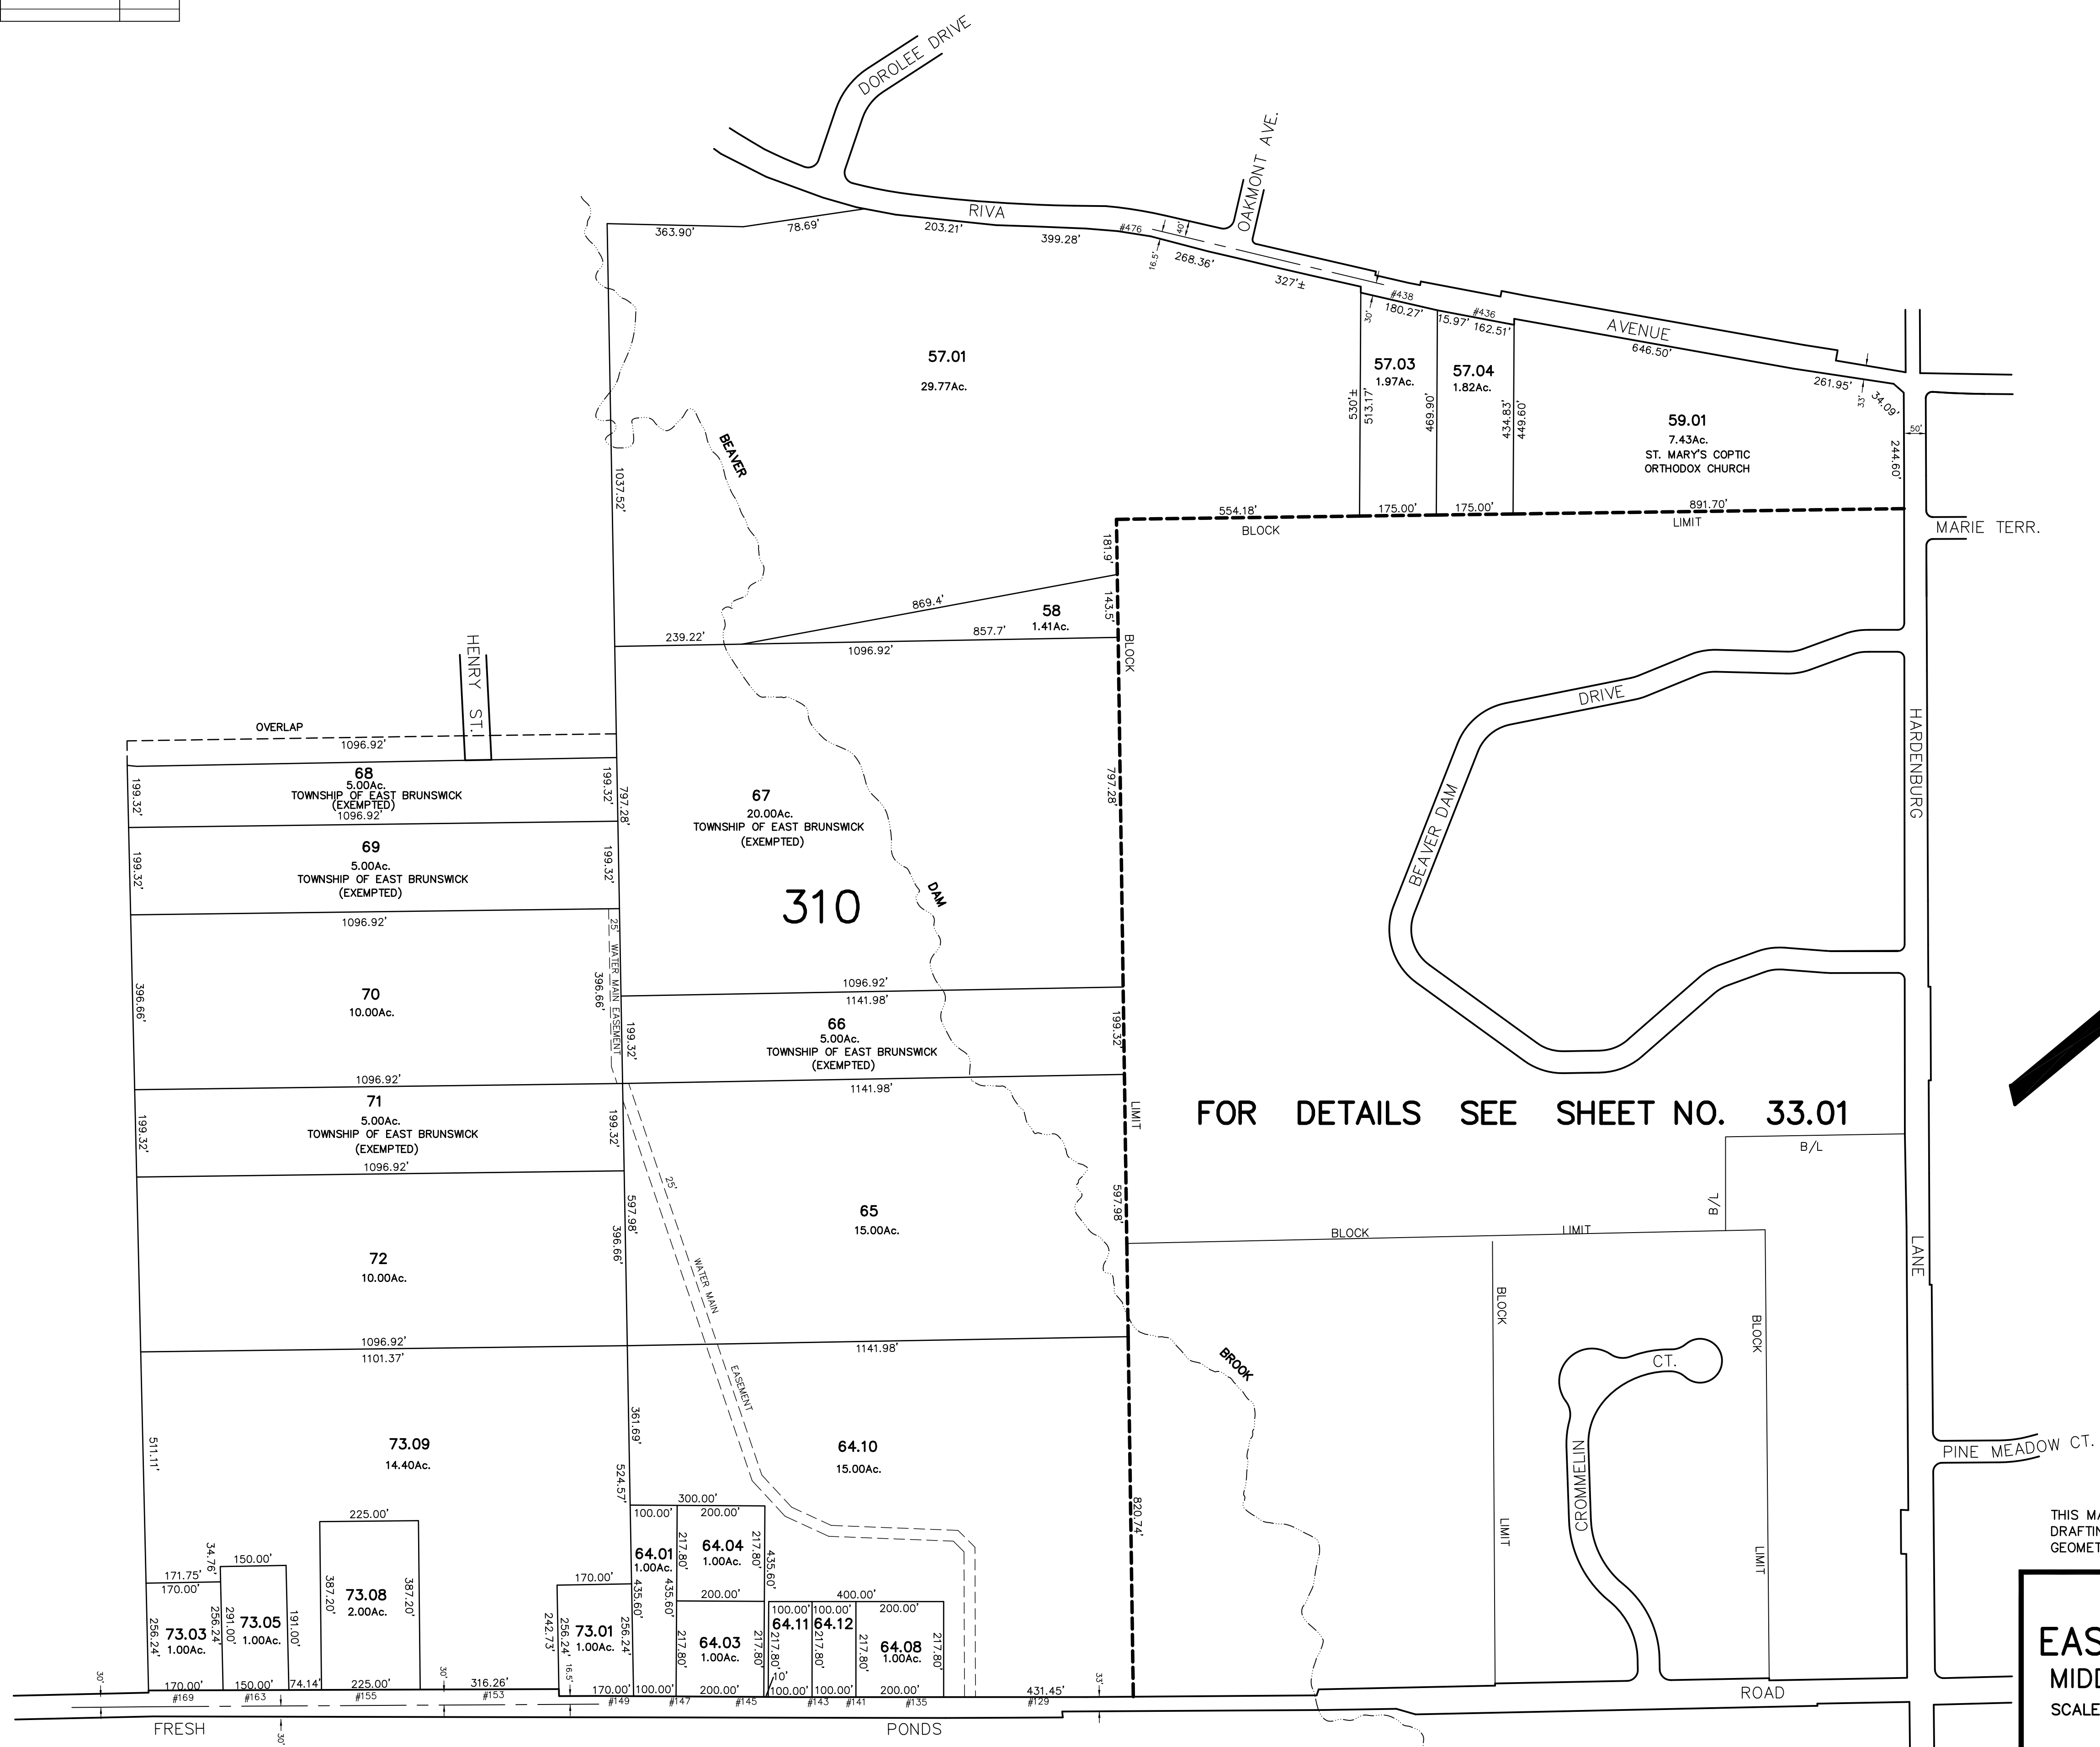 DOROLEE DRIVE
OAKMONT AVE.
RIVA
AVENUE
363.90'
78.69'
203.21'
399.28'
#476
40'
16.5'
268.36'
327'±
#438
30'
180.27'
15.97'
#436
162.51'
646.50'
261.95'
33'
34.09'
57.01
29.77Ac.
57.03
1.97Ac.
57.04
1.82Ac.
59.01
7.43Ac.
ST. MARY'S COPTIC
ORTHODOX CHURCH
530'±
513.17'
469.90'
434.83'
449.60'
244.60'
50'
BEAVER
1037.52'
554.18'
175.00'
175.00'
891.70'
BLOCK
LIMIT
MARIE TERR.
181.9'
869.4'
58
1.41Ac.
143.5'
239.22'
857.7'
1096.92'
BLOCK
HENRY ST.
OVERLAP
1096.92'
DRIVE
HARDENBURG
68
5.00Ac.
TOWNSHIP OF EAST BRUNSWICK
(EXEMPTED)
199.32'
199.32'
797.28'
1096.92'
67
20.00Ac.
TOWNSHIP OF EAST BRUNSWICK
(EXEMPTED)
797.28'
BEAVER DAM
69
5.00Ac.
TOWNSHIP OF EAST BRUNSWICK
(EXEMPTED)
199.32'
199.32'
1096.92'
310
DAM
25' WATER MAIN EASEMENT
70
10.00Ac.
396.66'
396.66'
1096.92'
1141.98'
66
5.00Ac.
TOWNSHIP OF EAST BRUNSWICK
(EXEMPTED)
199.32'
199.32'
1096.92'
1141.98'
LIMIT
FOR DETAILS SEE SHEET NO. 33.01
71
5.00Ac.
TOWNSHIP OF EAST BRUNSWICK
(EXEMPTED)
199.32'
199.32'
1096.92'
B/L
B/L
25'
65
15.00Ac.
597.98'
597.98'
396.66'
BLOCK
LIMIT
LANE
72
10.00Ac.
WATER MAIN
EASEMENT
1096.92'
1101.37'
1141.98'
BROOK
BLOCK
BLOCK
CT.
CROMMELIN
LIMIT
LIMIT
PINE MEADOW CT.
73.09
14.40Ac.
511.11'
361.69'
524.57'
64.10
15.00Ac.
820.74'
THIS MA
DRAFTIN
GEOMET
225.00'
300.00'
100.00'
200.00'
34.76'
150.00'
171.75'
170.00'
387.20'
387.20'
73.08
2.00Ac.
170.00'
64.01
1.00Ac.
217.80'
64.04
1.00Ac.
217.80'
435.60'
435.60'
435.60'
200.00'
400.00'
100.00'
100.00'
200.00'
256.24'
73.03
1.00Ac.
256.24'
291.00'
73.05
1.00Ac.
191.00'
242.73'
256.24'
73.01
1.00Ac.
256.24'
217.80'
64.03
1.00Ac.
217.80'
64.11
217.80'
64.12
217.80'
217.80'
64.08
1.00Ac.
217.80'
EAS
MIDD
SCALE
30'
170.00'
150.00'
74.14'
225.00'
30'
316.26'
16.5'
170.00'
100.00'
200.00'
10'
100.00'
100.00'
200.00'
431.45'
33'
#169
#163
#155
#153
#149
#147
#145
#143
#141
#135
#129
30'
FRESH
PONDS
ROAD